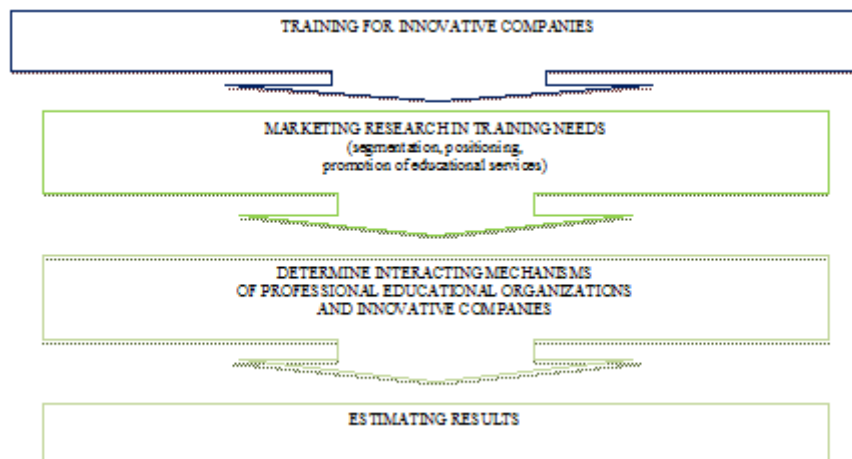 TRAINING FOR INNOVATIVE COMPANIES
MARKETING RESEARCH IN TRAINING NEEDS
(segmentation, positioning,
promotion of educational services)
DETERMINE INTERACTING MECHANISMS
OF PROFESSIONAL EDUCATIONAL ORGANIZATIONS
AND INNOVATIVE COMPANIES
ESTIMATING RESULTS